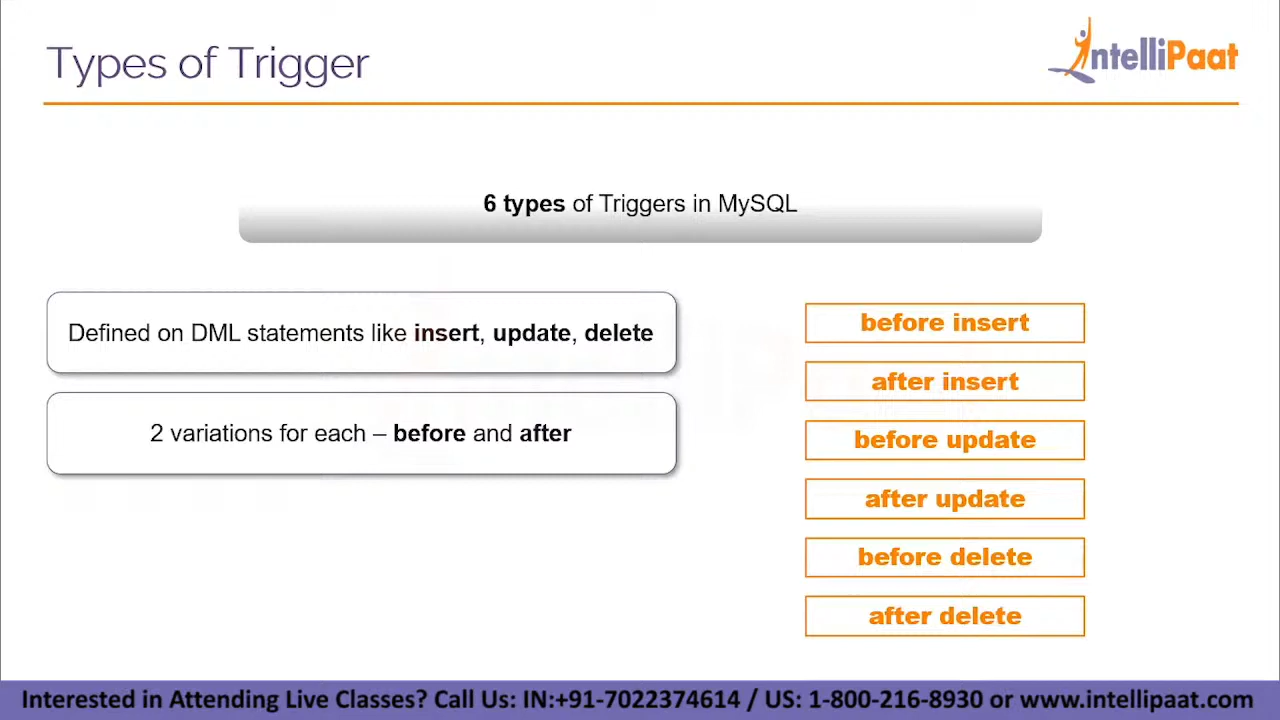 Types of Trigger
IntelliPaat
6 types of Triggers in MySQL
Defined on DML statements like insert, update, delete
2 variations for each – before and after
before insert
after insert
before update
after update
before delete
after delete
Interested in Attending Live Classes? Call Us: IN:+91-7022374614 / US: 1-800-216-8930 or www.intellipaat.com